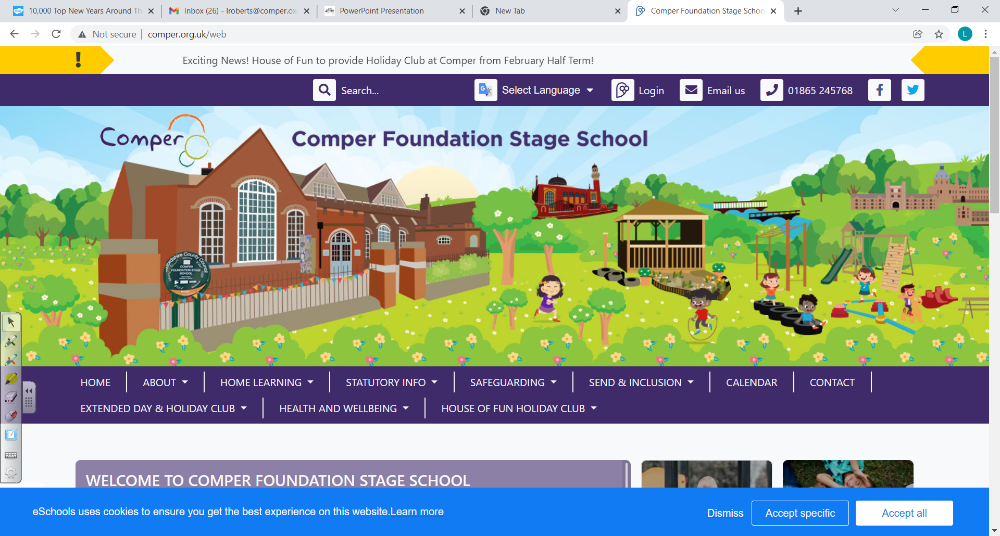 10,000 Top New Years Around Th
Inbox (26) - lroberts@comper.ox
PowerPoint Presentation
New Tab
Comper Foundation Stage Schoo
Not secure
comper.org.uk/web
L
!
Exciting News! House of Fun to provide Holiday Club at Comper from February Half Term!
Search...
Select Language
Login
Email us
01865 245768
Comper
Comper Foundation Stage School
COMPER
FOUNDATION STAGE
SCHOOL
HOME
ABOUT
HOME LEARNING
STATUTORY INFO
SAFEGUARDING
SEND & INCLUSION
CALENDAR
CONTACT
EXTENDED DAY & HOLIDAY CLUB
HEALTH AND WELLBEING
HOUSE OF FUN HOLIDAY CLUB
WELCOME TO COMPER FOUNDATION STAGE SCHOOL
eSchools uses cookies to ensure you get the best experience on this website.Learn more
Dismiss
Accept specific
Accept all